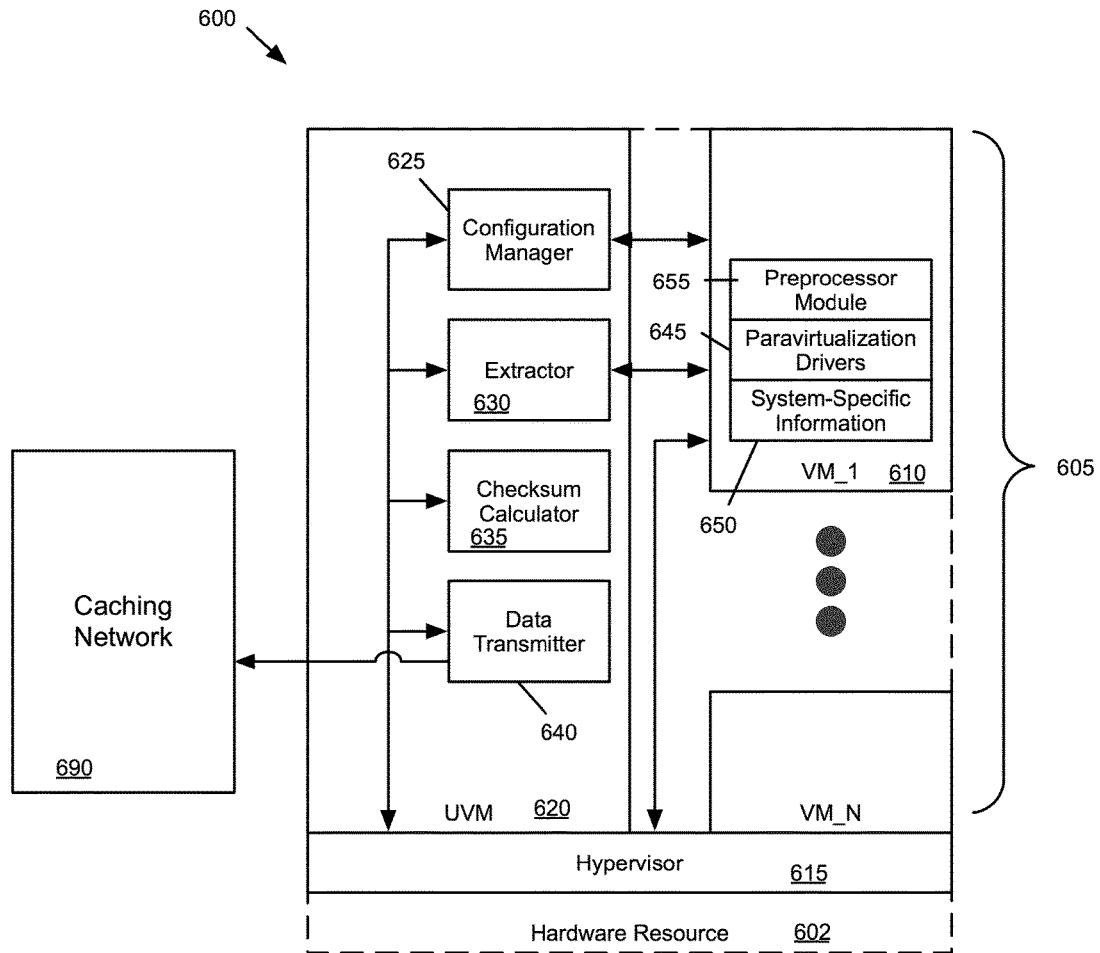 600
625
Configuration
Manager
655
Preprocessor
Module
645
Paravirtualization
Drivers
Extractor
630
System-Specific
Information
VM_1 610
605
650
Checksum
Calculator
635
Caching
Network
Data
Transmitter
640
690
UVM 620
VM_N
Hypervisor 615
Hardware Resource 602